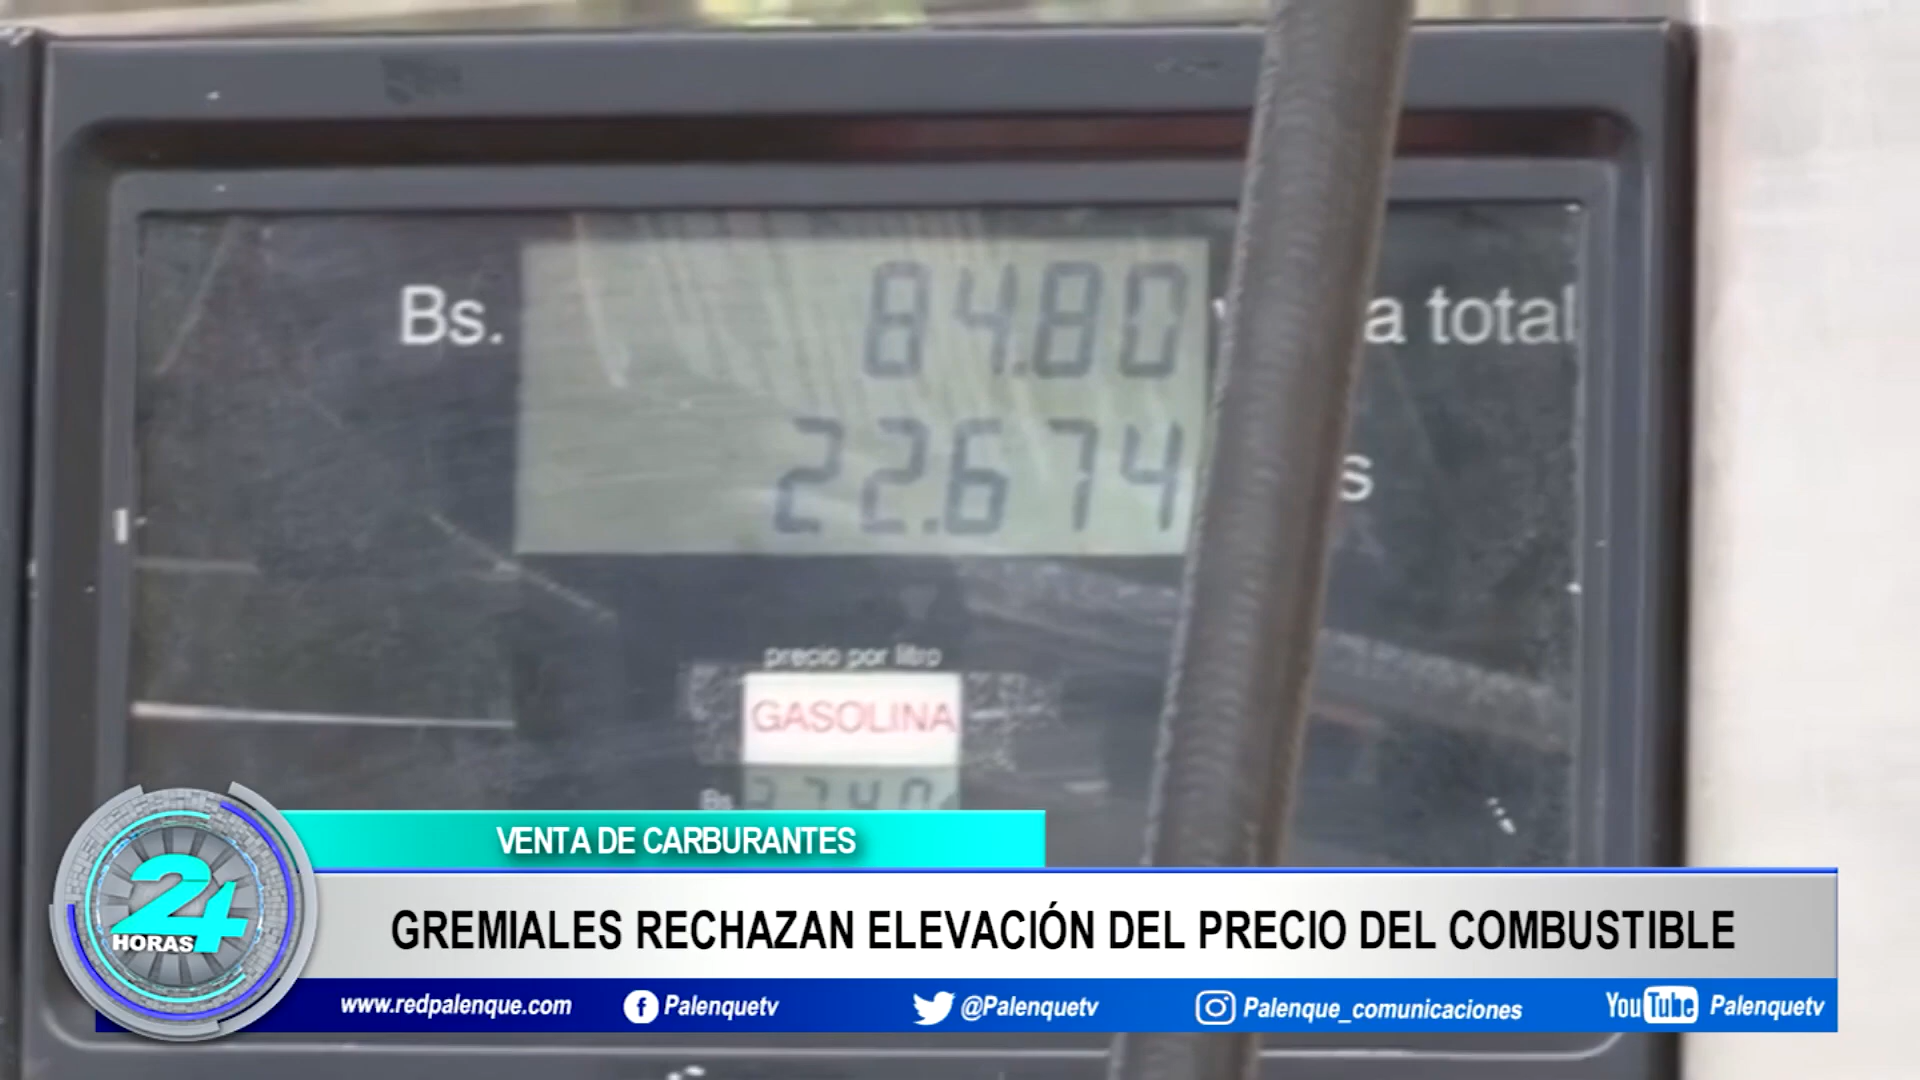 Bs. 84.80 a total
22.674 s
precio por litro
GASOLINA
Bs.
VENTA DE CARBURANTES
24 HORAS
GREMIALES RECHAZAN ELEVACIÓN DEL PRECIO DEL COMBUSTIBLE
www.redpalenque.com Palenquetv @Palenquetv Palenque_comunicaciones YouTube Palenquetv